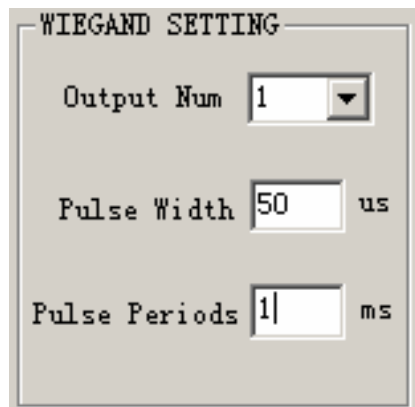 WIEGAND SETTING
Output Num 1
Pulse Width 50 us
Pulse Periods 1 ms